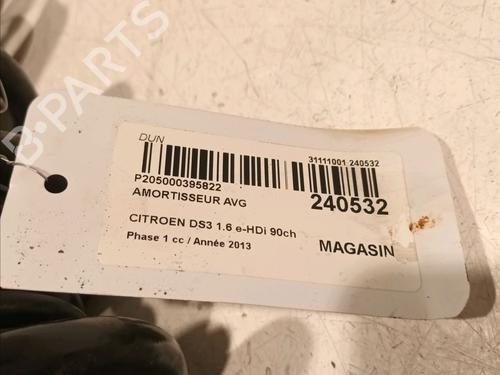 B-PARTS
DUN
31111001 240532
P205000395822
AMORTISSEUR AVG
240532
CITROEN DS3 1.6 e-HDi 90ch
Phase 1 cc / Année 2013
MAGASIN